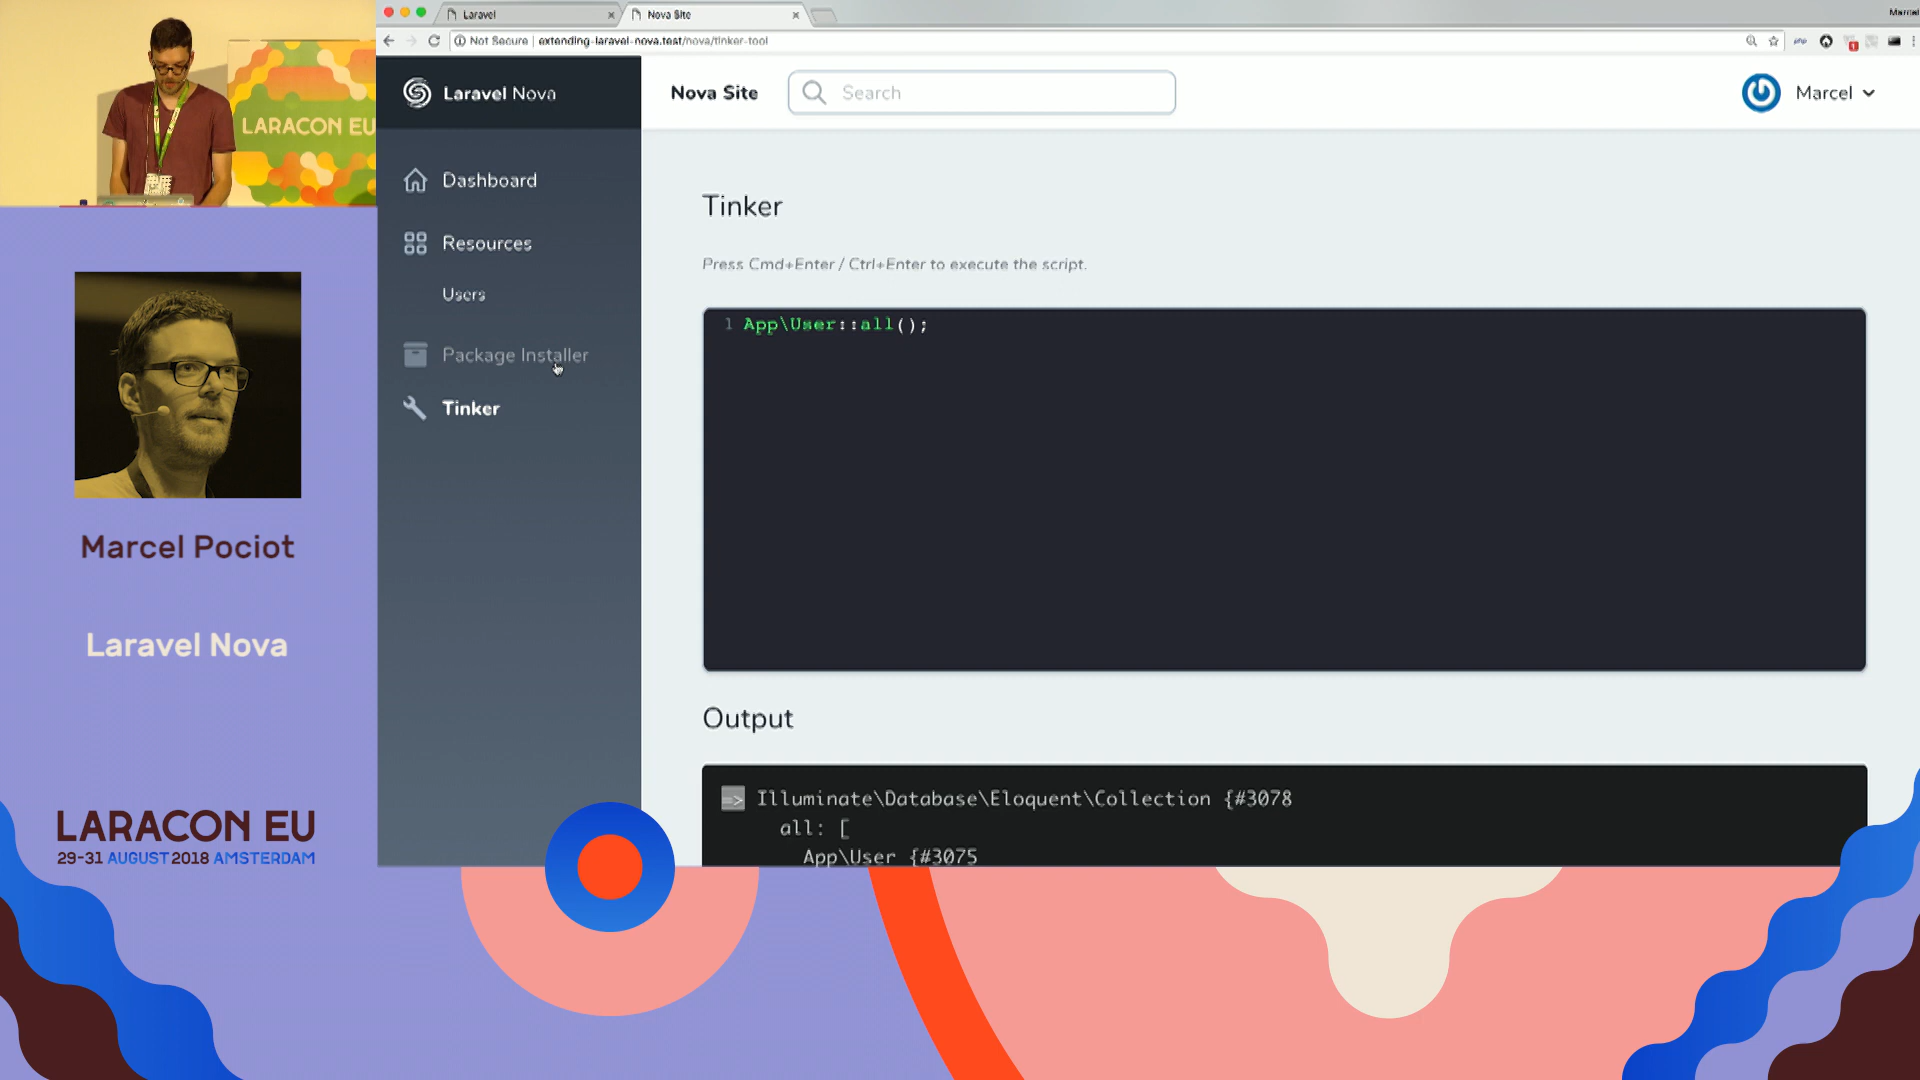 LARACON EU
Marcel Pociot
Laravel Nova
LARACON EU
29-31 AUGUST 2018 AMSTERDAM
Laravel
Nova Site
Marcel
Not Secure | extending-laravel-nova.test/nova/tinker-tool
Laravel Nova
Nova Site
Search
Marcel
Dashboard
Resources
Users
Package Installer
Tinker
Tinker
Press Cmd+Enter / Ctrl+Enter to execute the script.
1 App\User::all();
Output
=> Illuminate\Database\Eloquent\Collection {#3078
all: [
App\User {#3075